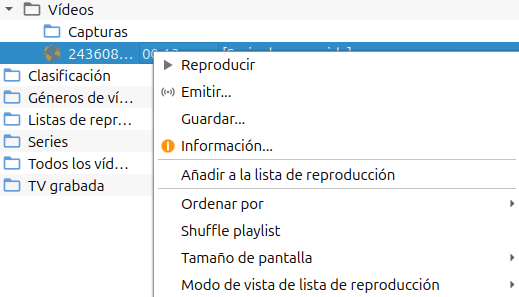 Vídeos
Capturas
243608...
Reproducir
Clasificación
Emitir...
Géneros de ví...
Guardar...
Listas de repr...
Series
Información...
Todos los víd...
Añadir a la lista de reproducción
TV grabada
Ordenar por
Shuffle playlist
Tamaño de pantalla
Modo de vista de lista de reproducción